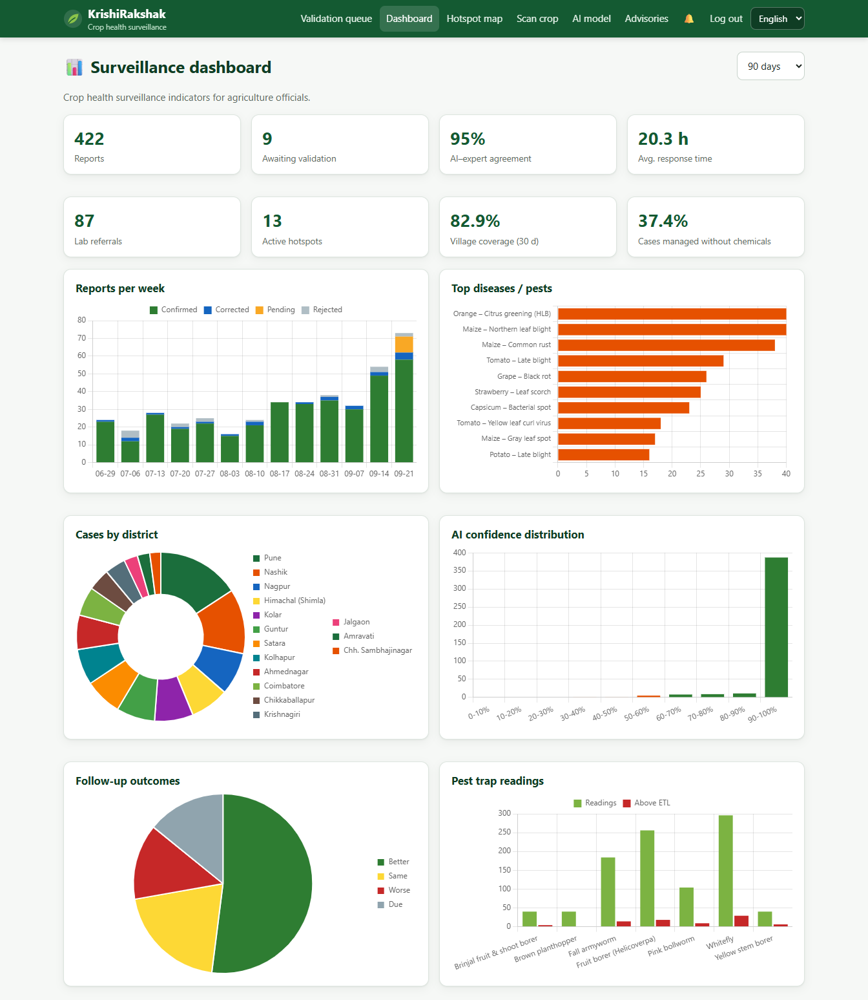 KrishiRakshak
Crop health surveillance
Validation queue
Dashboard
Hotspot map
Scan crop
AI model
Advisories
Log out
English
Surveillance dashboard
90 days
Crop health surveillance indicators for agriculture officials.
422
Reports
9
Awaiting validation
95%
AI–expert agreement
20.3 h
Avg. response time
87
Lab referrals
13
Active hotspots
82.9%
Village coverage (30 d)
37.4%
Cases managed without chemicals
Reports per week
Confirmed
Corrected
Pending
Rejected
80
70
60
50
40
30
20
10
0
06-29 07-06 07-13 07-20 07-27 08-03 08-10 08-17 08-24 08-31 09-07 09-14 09-21
Top diseases / pests
Orange – Citrus greening (HLB)
Maize – Northern leaf blight
Maize – Common rust
Tomato – Late blight
Grape – Black rot
Strawberry – Leaf scorch
Capsicum – Bacterial spot
Tomato – Yellow leaf curl virus
Maize – Gray leaf spot
Potato – Late blight
0 5 10 15 20 25 30 35 40
Cases by district
Pune
Nashik
Nagpur
Himachal (Shimla)
Kolar
Guntur
Satara
Kolhapur
Ahmednagar
Coimbatore
Chikkaballapur
Krishnagiri
Jalgaon
Amravati
Chh. Sambhajinagar
AI confidence distribution
400
350
300
250
200
150
100
50
0
0-10% 10-20% 20-30% 30-40% 40-50% 50-60% 60-70% 70-80% 80-90% 90-100%
Follow-up outcomes
Better
Same
Worse
Due
Pest trap readings
Readings
Above ETL
300
250
200
150
100
50
0
Brinjal fruit & shoot borer
Brown planthopper
Fall armyworm
Fruit borer (Helicoverpa)
Pink bollworm
Whitefly
Yellow stem borer